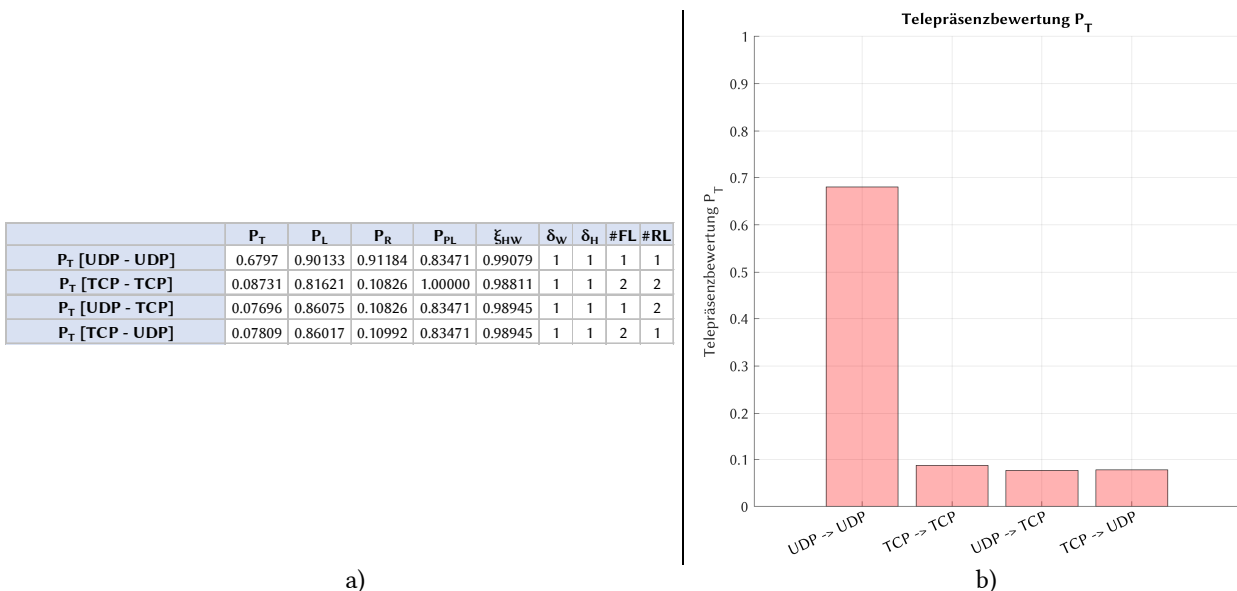 P_T P_L P_R P_PL ξ_HW δ_W δ_H #FL #RL
P_T [UDP - UDP] 0.6797 0.90133 0.91184 0.83471 0.99079 1 1 1 1
P_T [TCP - TCP] 0.08731 0.81621 0.10826 1.00000 0.98811 1 1 2 2
P_T [UDP - TCP] 0.07696 0.86075 0.10826 0.83471 0.98945 1 1 1 2
P_T [TCP - UDP] 0.07809 0.86017 0.10992 0.83471 0.98945 1 1 2 1
a)
Telepräsenzbewertung P_T
Telepräsenzbewertung P_T
1
0.9
0.8
0.7
0.6
0.5
0.4
0.3
0.2
0.1
0
UDP -> UDP
TCP -> TCP
UDP -> TCP
TCP -> UDP
b)